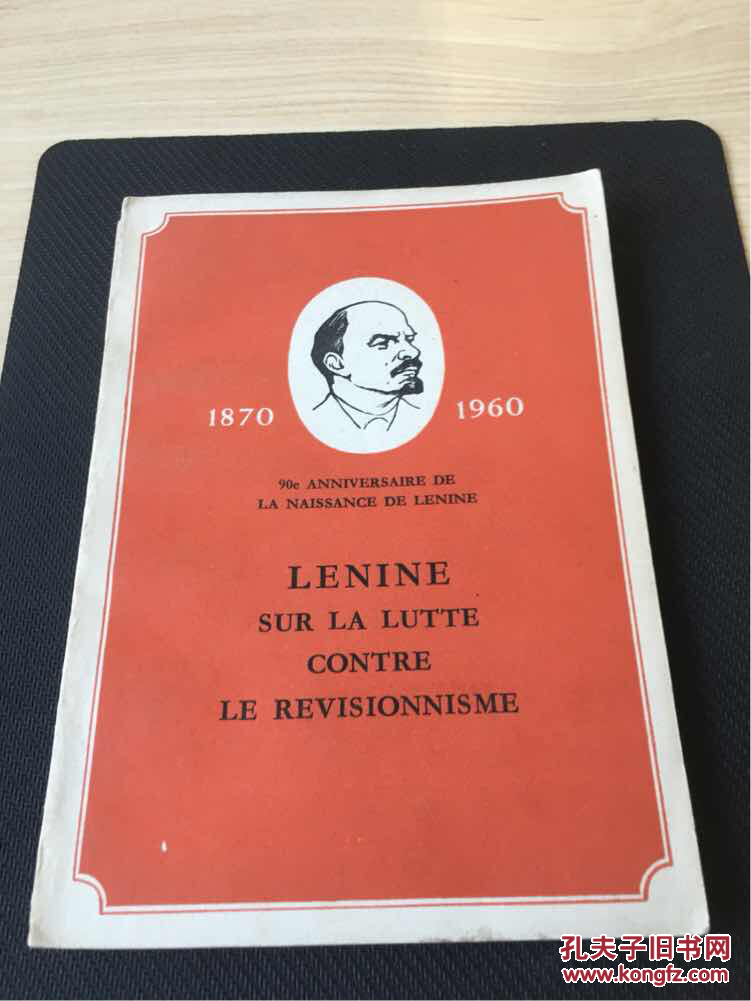 1870
1960
90e ANNIVERSAIRE DE
LA NAISSANCE DE LENINE
LENINE
SUR LA LUTTE
CONTRE
LE REVISIONNISME
孔夫子旧书网
www.kongfz.com